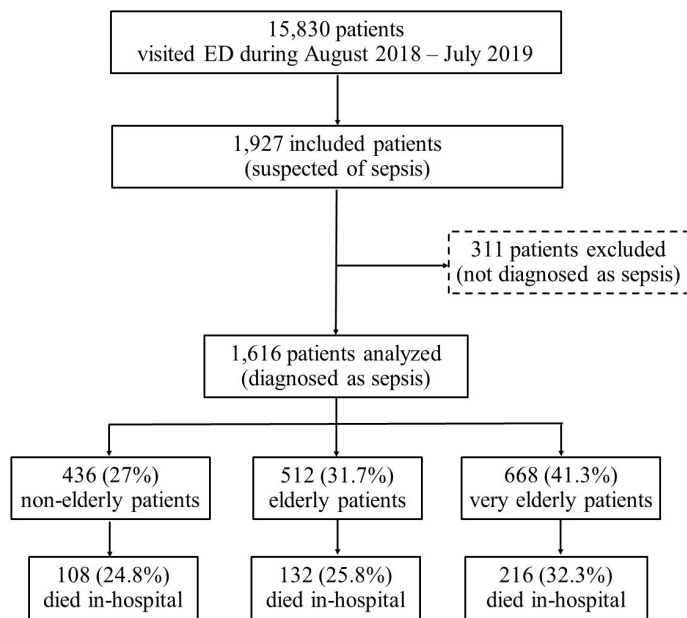 15,830 patients
visited ED during August 2018 – July 2019
1,927 included patients
(suspected of sepsis)
311 patients excluded
(not diagnosed as sepsis)
1,616 patients analyzed
(diagnosed as sepsis)
436 (27%)
non-elderly patients
512 (31.7%)
elderly patients
668 (41.3%)
very elderly patients
108 (24.8%)
died in-hospital
132 (25.8%)
died in-hospital
216 (32.3%)
died in-hospital